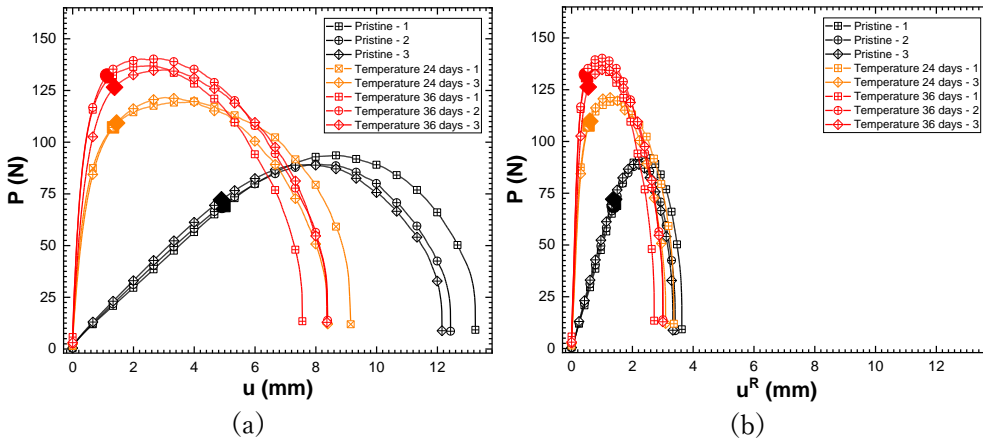 P (N)
150
125
100
75
50
25
0
Pristine - 1
Pristine - 2
Pristine - 3
Temperature 24 days - 1
Temperature 24 days - 3
Temperature 36 days - 1
Temperature 36 days - 2
Temperature 36 days - 3
0 2 4 6 8 10 12
u (mm)
(a)
P (N)
150
125
100
75
50
25
0
Pristine - 1
Pristine - 2
Pristine - 3
Temperature 24 days - 1
Temperature 24 days - 3
Temperature 36 days - 1
Temperature 36 days - 2
Temperature 36 days - 3
0 2 4 6 8 10 12
u^R (mm)
(b)